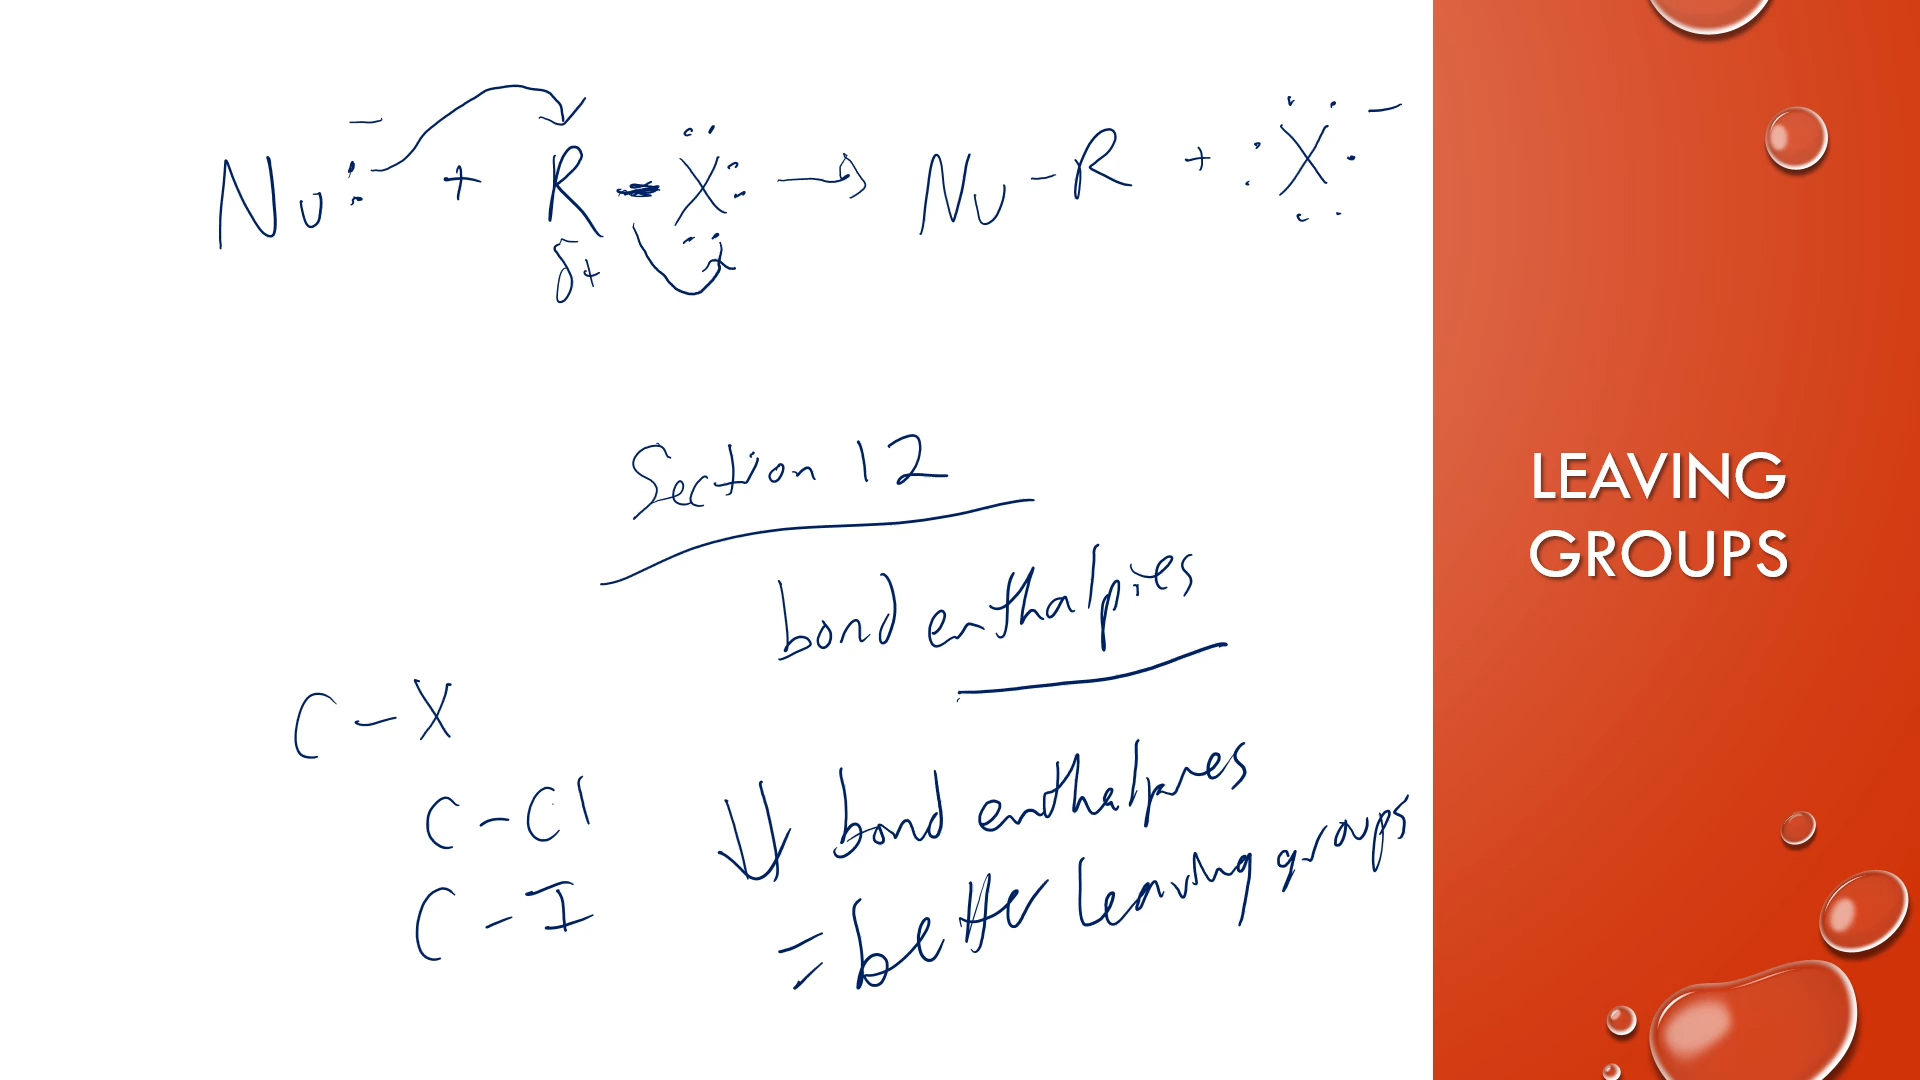 Nu:⁻ + R-X → Nu-R + :X:⁻
δ+
Section 12
bond enthalpies
C-X
C-Cl
C-I
↓↓ bond enthalpies
= better leaving groups
LEAVING
GROUPS